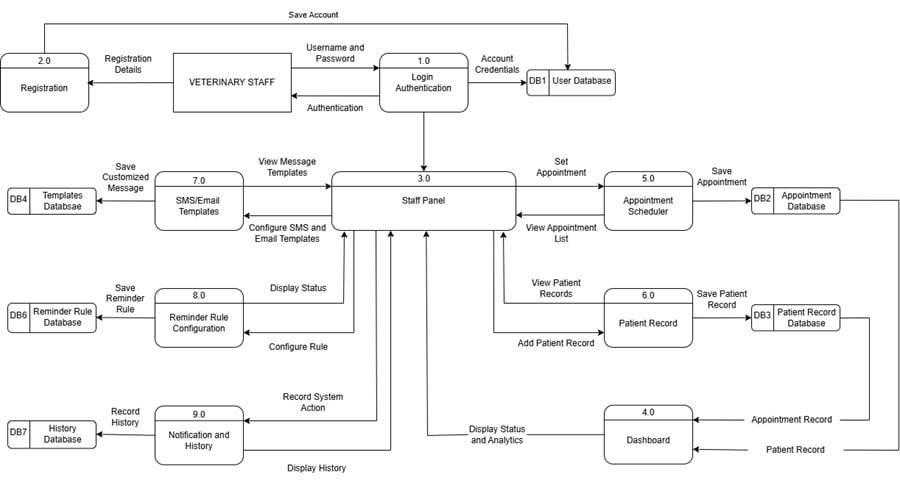 Save Account
2.0
Registration
Registration
Details
VETERINARY STAFF
Username and
Password
Authentication
1.0
Login
Authentication
Account
Credentials
DB1
User Database
DB4
Templates
Databsae
Save
Customized
Message
7.0
SMS/Email
Templates
View Message
Templates
Configure SMS and
Email Templates
3.0
Staff Panel
Set
Appointment
View Appointment
List
5.0
Appointment
Scheduler
Save
Appointment
DB2
Appointment
Database
DB6
Reminder Rule
Database
Save
Reminder
Rule
8.0
Reminder Rule
Configuration
Display Status
Configure Rule
View Patient
Records
Add Patient Record
6.0
Patient Record
Save Patient
Record
DB3
Patient Record
Database
DB7
History
Database
Record
History
9.0
Notification and
History
Record System
Action
Display History
Display Status
and Analytics
4.0
Dashboard
Appointment Record
Patient Record